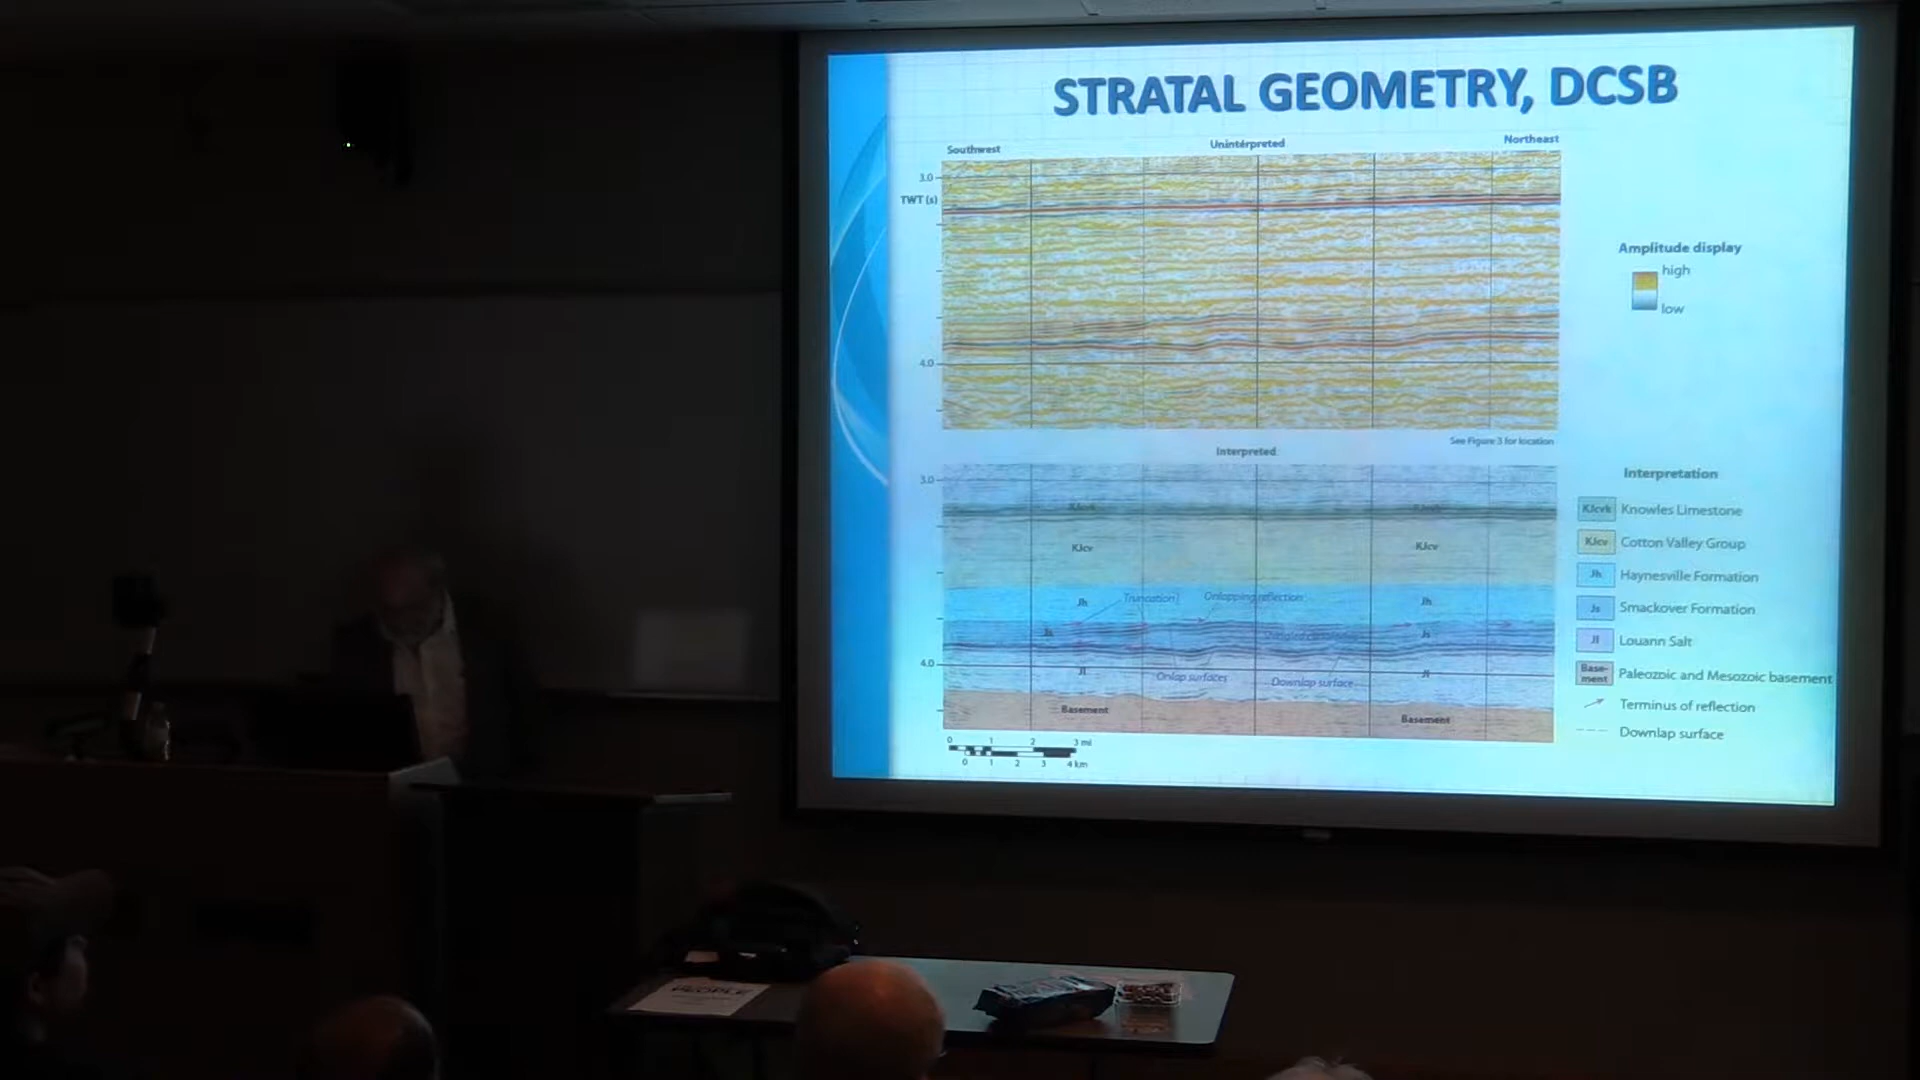 STRATAL GEOMETRY, DCSB
Southwest
Uninterpreted
Northeast
3.0
TWT (s)
4.0
Amplitude display
high
low
See Figure 3 for location
Interpreted
3.0
KJcvk
KJcv
KJcv
Jh
Truncation
Onlapping reflection
Jh
Js
Js
4.0
Jl
Jl
Onlap surfaces
Downlap surface
Basement
Basement
0 1 2 3 mi
0 1 2 3 4 km
Interpretation
KJcvk Knowles Limestone
KJcv Cotton Valley Group
Jh Haynesville Formation
Js Smackover Formation
Jl Louann Salt
Base-
ment Paleozoic and Mesozoic basement
Terminus of reflection
Downlap surface
PEOPLE